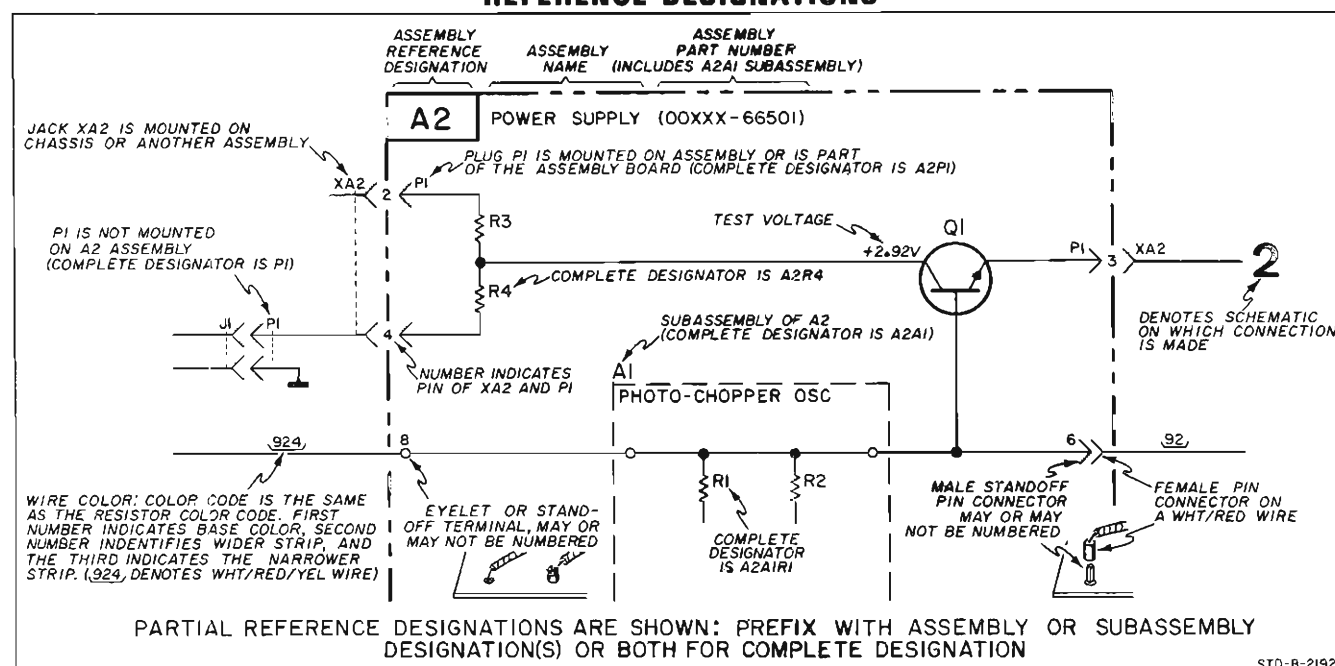 REFERENCE DESIGNATIONS
ASSEMBLY
REFERENCE
DESIGNATION
ASSEMBLY
NAME
ASSEMBLY
PART NUMBER
(INCLUDES A2A1 SUBASSEMBLY)
A2
POWER SUPPLY (00XXX-66501)
JACK XA2 IS MOUNTED ON
CHASSIS OR ANOTHER ASSEMBLY
XA2
2
P1
PLUG P1 IS MOUNTED ON ASSEMBLY OR IS PART
OF THE ASSEMBLY BOARD (COMPLETE DESIGNATOR IS A2P1)
R3
TEST VOLTAGE
+2.92V
Q1
P1
3
XA2
2
P1 IS NOT MOUNTED
ON A2 ASSEMBLY
(COMPLETE DESIGNATOR IS P1)
R4
COMPLETE DESIGNATOR IS A2R4
DENOTES SCHEMATIC
ON WHICH CONNECTION
IS MADE
J1
P1
4
SUBASSEMBLY OF A2
(COMPLETE DESIGNATOR IS A2A1)
NUMBER INDICATES
PIN OF XA2 AND P1
A1
PHOTO-CHOPPER OSC
924
8
6
92
R1
R2
WIRE COLOR: COLOR CODE IS THE SAME
AS THE RESISTOR COLOR CODE. FIRST
NUMBER INDICATES BASE COLOR, SECOND
NUMBER INDENTIFIES WIDER STRIP, AND
THE THIRD INDICATES THE NARROWER
STRIP. (924, DENOTES WHT/RED/YEL WIRE)
EYELET OR STAND-
OFF TERMINAL, MAY OR
MAY NOT BE NUMBERED
COMPLETE
DESIGNATOR
IS A2A1R1
MALE STANDOFF
PIN CONNECTOR
MAY OR MAY
NOT BE NUMBERED
FEMALE PIN
CONNECTOR ON
A WHT/RED WIRE
PARTIAL REFERENCE DESIGNATIONS ARE SHOWN: PREFIX WITH ASSEMBLY OR SUBASSEMBLY
DESIGNATION(S) OR BOTH FOR COMPLETE DESIGNATION
STD-B-2192